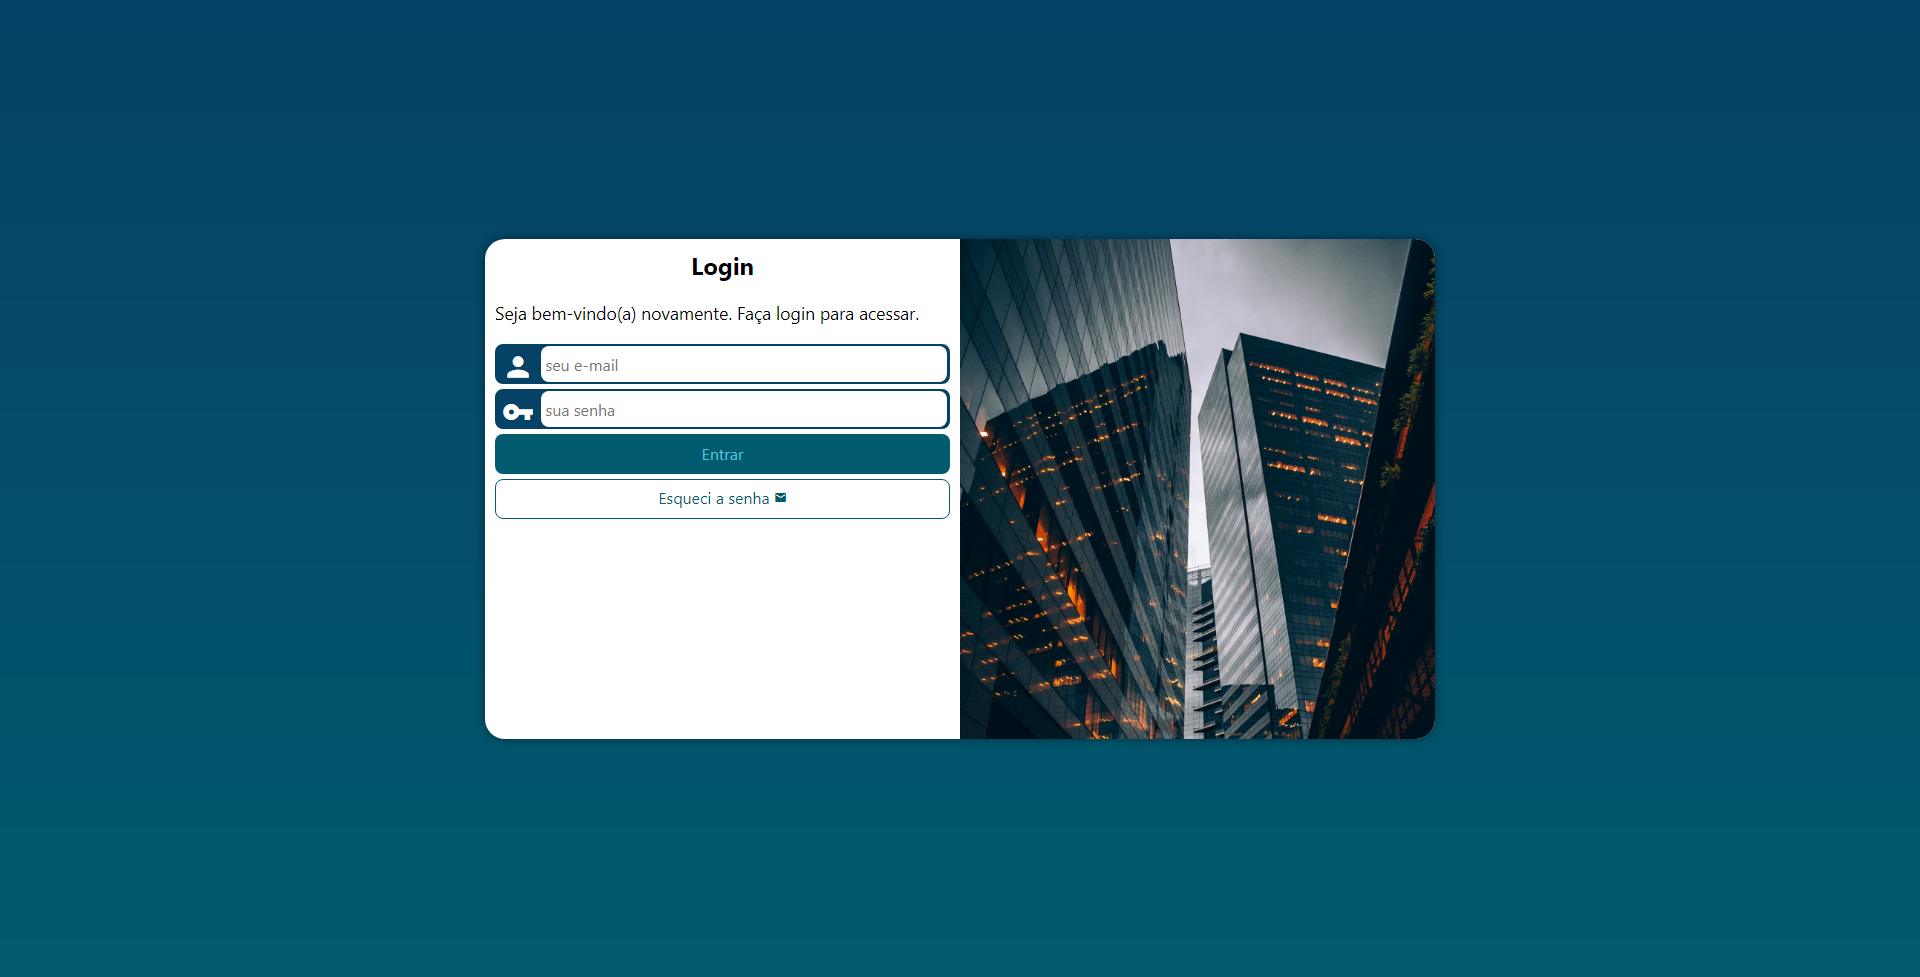 Login
Seja bem-vindo(a) novamente. Faça login para acessar.
seu e-mail
sua senha
Entrar
Esqueci a senha